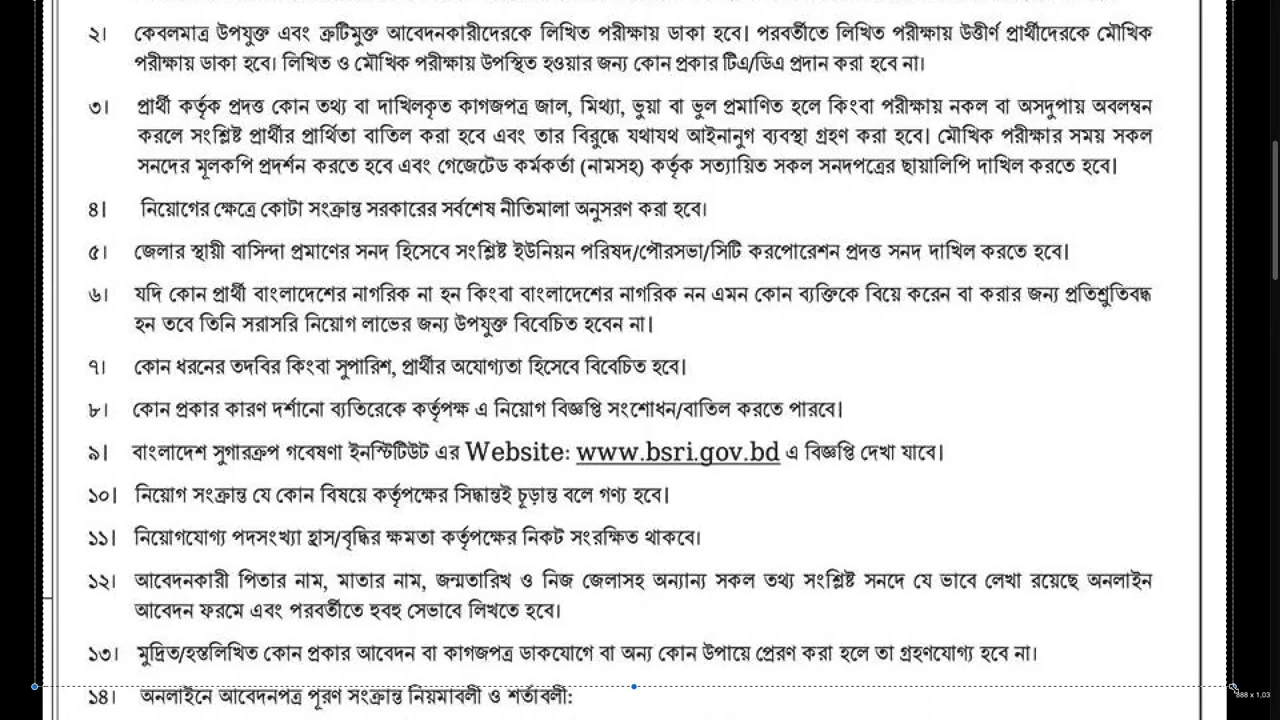 ২। কেবলমাত্র উপযুক্ত এবং ত্রুটিমুক্ত আবেদনকারীদেরকে লিখিত পরীক্ষায় ডাকা হবে। পরবর্তীতে লিখিত পরীক্ষায় উত্তীর্ণ প্রার্থীদেরকে মৌখিক
পরীক্ষায় ডাকা হবে। লিখিত ও মৌখিক পরীক্ষায় উপস্থিত হওয়ার জন্য কোন প্রকার টিএ/ডিএ প্রদান করা হবে না।
৩। প্রার্থী কর্তৃক প্রদত্ত কোন তথ্য বা দাখিলকৃত কাগজপত্র জাল, মিথ্যা, ভুয়া বা ভুল প্রমাণিত হলে কিংবা পরীক্ষায় নকল বা অসদুপায় অবলম্বন
করলে সংশ্লিষ্ট প্রার্থীর প্রার্থিতা বাতিল করা হবে এবং তার বিরুদ্ধে যথাযথ আইনানুগ ব্যবস্থা গ্রহণ করা হবে। মৌখিক পরীক্ষার সময় সকল
সনদের মূলকপি প্রদর্শন করতে হবে এবং গেজেটেড কর্মকর্তা (নামসহ) কর্তৃক সত্যায়িত সকল সনদপত্রের ছায়ালিপি দাখিল করতে হবে।
৪। নিয়োগের ক্ষেত্রে কোটা সংক্রান্ত সরকারের সর্বশেষ নীতিমালা অনুসরণ করা হবে।
৫। জেলার স্থায়ী বাসিন্দা প্রমাণের সনদ হিসেবে সংশ্লিষ্ট ইউনিয়ন পরিষদ/পৌরসভা/সিটি করপোরেশন প্রদত্ত সনদ দাখিল করতে হবে।
৬। যদি কোন প্রার্থী বাংলাদেশের নাগরিক না হন কিংবা বাংলাদেশের নাগরিক নন এমন কোন ব্যক্তিকে বিয়ে করেন বা করার জন্য প্রতিশ্রুতিবদ্ধ
হন তবে তিনি সরাসরি নিয়োগ লাভের জন্য উপযুক্ত বিবেচিত হবেন না।
৭। কোন ধরনের তদবির কিংবা সুপারিশ, প্রার্থীর অযোগ্যতা হিসেবে বিবেচিত হবে।
৮। কোন প্রকার কারণ দর্শানো ব্যতিরেকে কর্তৃপক্ষ এ নিয়োগ বিজ্ঞপ্তি সংশোধন/বাতিল করতে পারবে।
৯। বাংলাদেশ সুগারক্রপ গবেষণা ইনস্টিটিউট এর Website: www.bsri.gov.bd এ বিজ্ঞপ্তি দেখা যাবে।
১০। নিয়োগ সংক্রান্ত যে কোন বিষয়ে কর্তৃপক্ষের সিদ্ধান্তই চূড়ান্ত বলে গণ্য হবে।
১১। নিয়োগযোগ্য পদসংখ্যা হ্রাস/বৃদ্ধির ক্ষমতা কর্তৃপক্ষের নিকট সংরক্ষিত থাকবে।
১২। আবেদনকারী পিতার নাম, মাতার নাম, জন্মতারিখ ও নিজ জেলাসহ অন্যান্য সকল তথ্য সংশ্লিষ্ট সনদে যে ভাবে লেখা রয়েছে অনলাইন
আবেদন ফরমে এবং পরবর্তীতে হুবহু সেভাবে লিখতে হবে।
১৩। মুদ্রিত/হস্তলিখিত কোন প্রকার আবেদন বা কাগজপত্র ডাকযোগে বা অন্য কোন উপায়ে প্রেরণ করা হলে তা গ্রহণযোগ্য হবে না।
১৪। অনলাইনে আবেদনপত্র পূরণ সংক্রান্ত নিয়মাবলী ও শর্তাবলী: